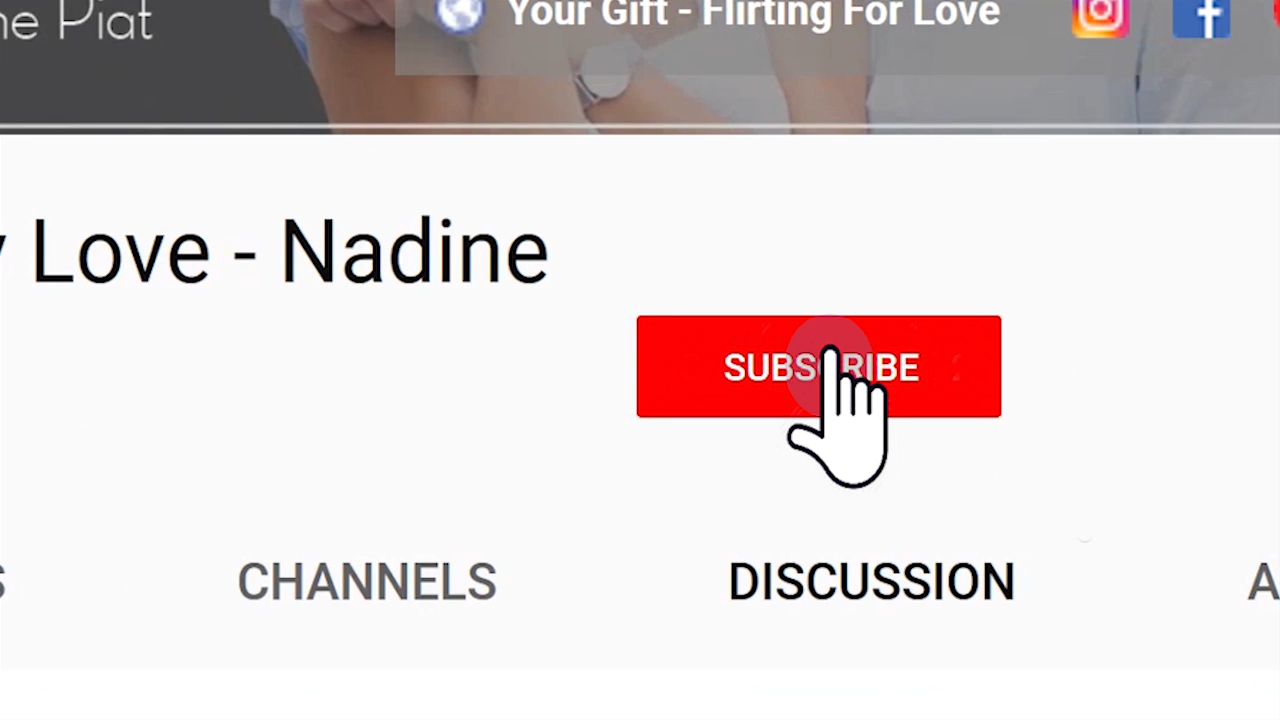 ne Piat
Your Gift - Flirting For Love
y Love - Nadine
SUBSCRIBE
S
CHANNELS
DISCUSSION
A